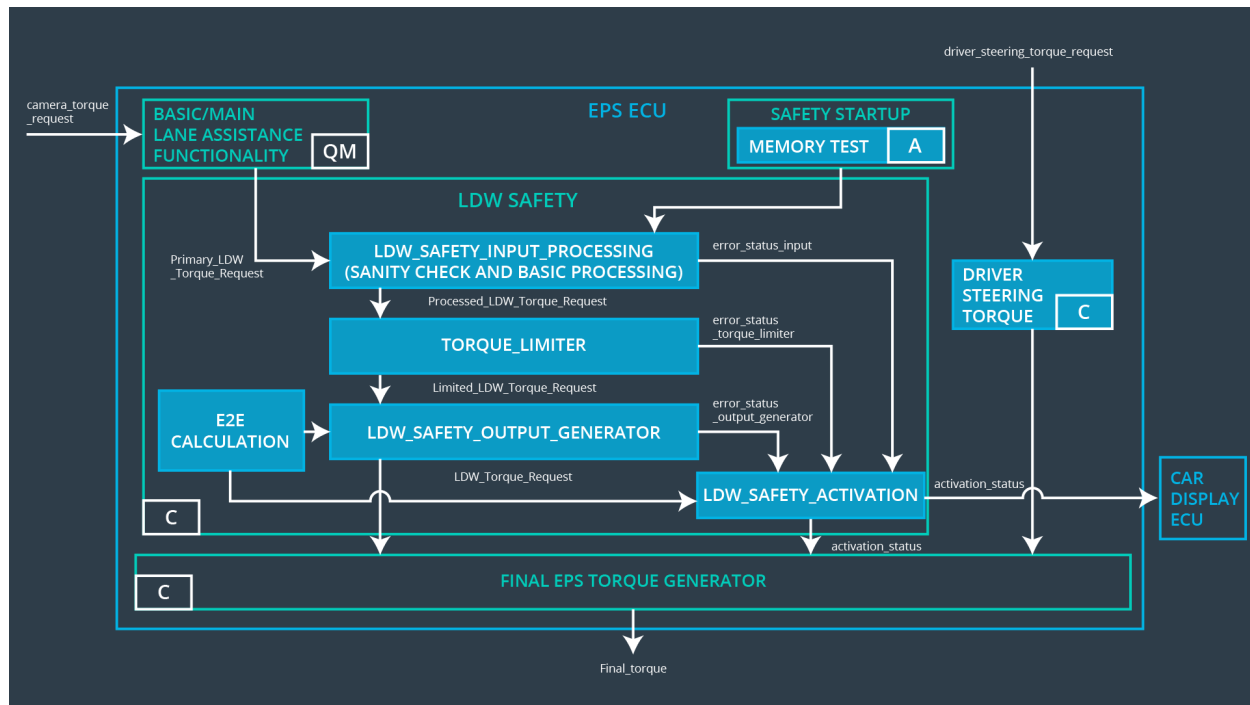 driver_steering_torque_request
camera_torque
_request
EPS ECU
BASIC/MAIN
LANE ASSISTANCE
FUNCTIONALITY
QM
SAFETY STARTUP
MEMORY TEST
A
LDW SAFETY
LDW_SAFETY_INPUT_PROCESSING
(SANITY CHECK AND BASIC PROCESSING)
error_status_input
Primary_LDW
_Torque_Request
DRIVER
STEERING
TORQUE
C
Processed_LDW_Torque_Request
TORQUE_LIMITER
error_status
_torque_limiter
Limited_LDW_Torque_Request
E2E
CALCULATION
LDW_SAFETY_OUTPUT_GENERATOR
error_status
_output_generator
LDW_Torque_Request
LDW_SAFETY_ACTIVATION
activation_status
CAR
DISPLAY
ECU
C
activation_status
FINAL EPS TORQUE GENERATOR
C
Final_torque